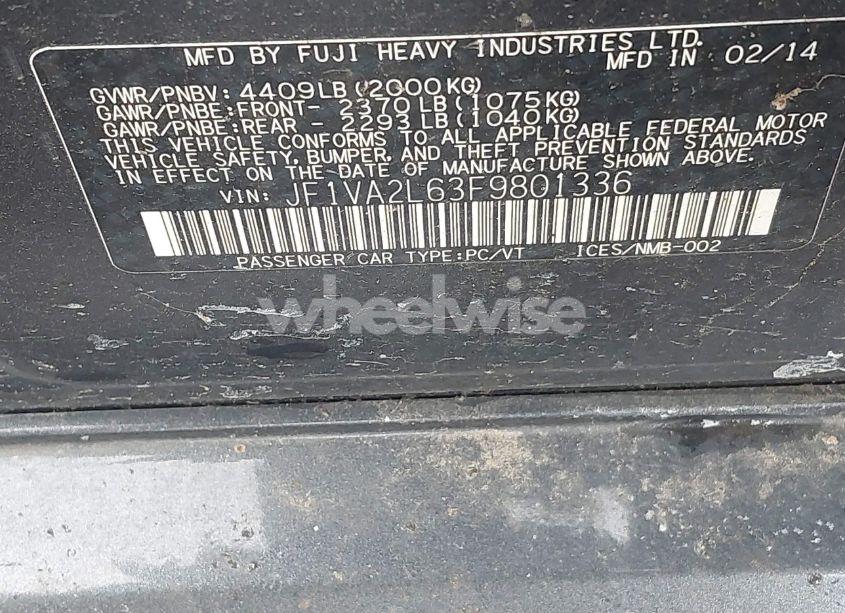 MFD BY FUJI HEAVY INDUSTRIES LTD.
MFD IN 02/14
GVWR/PNBV: 4409LB(2000KG)
GAWR/PNBE:FRONT- 2370LB(1075KG)
GAWR/PNBE:REAR - 2293LB(1040KG)
THIS VEHICLE CONFORMS TO ALL APPLICABLE FEDERAL MOTOR
VEHICLE SAFETY, BUMPER, AND THEFT PREVENTION STANDARDS
IN EFFECT ON THE DATE OF MANUFACTURE SHOWN ABOVE.
VIN: JF1VA2L63F9801336
PASSENGER CAR TYPE:PC/VT ICES/NMB-002
wheelwise